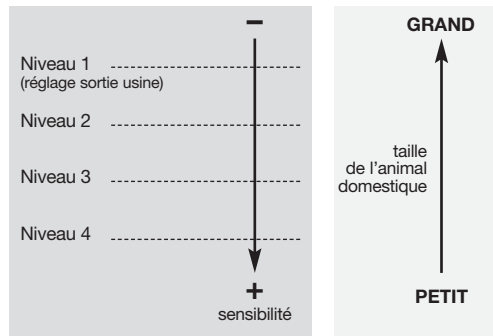 −
Niveau 1
(réglage sortie usine)
Niveau 2
Niveau 3
Niveau 4
+
sensibilité
GRAND
taille
de l’animal
domestique
PETIT